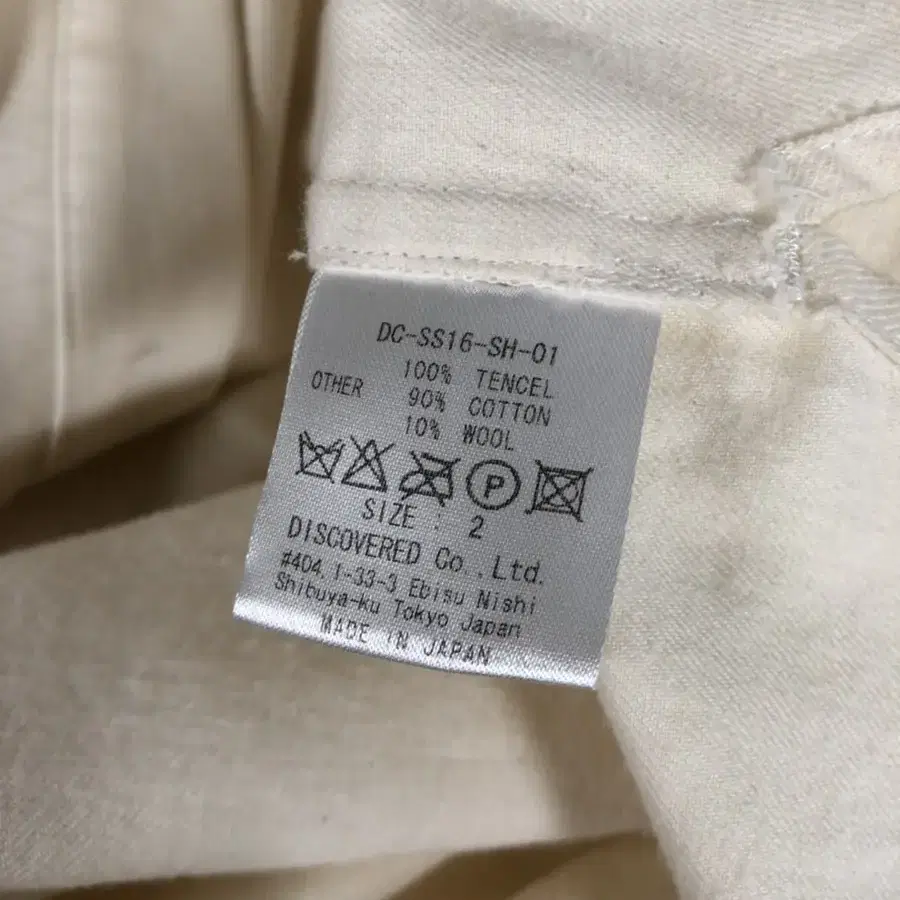 DC-SS16-SH-01
100% TENCEL
OTHER 90% COTTON
10% WOOL
P
SIZE : 2
DISCOVERED Co.,Ltd.
#404,1-33-3 Ebisu Nishi
Shibuya-ku Tokyo Japan
MADE IN JAPAN